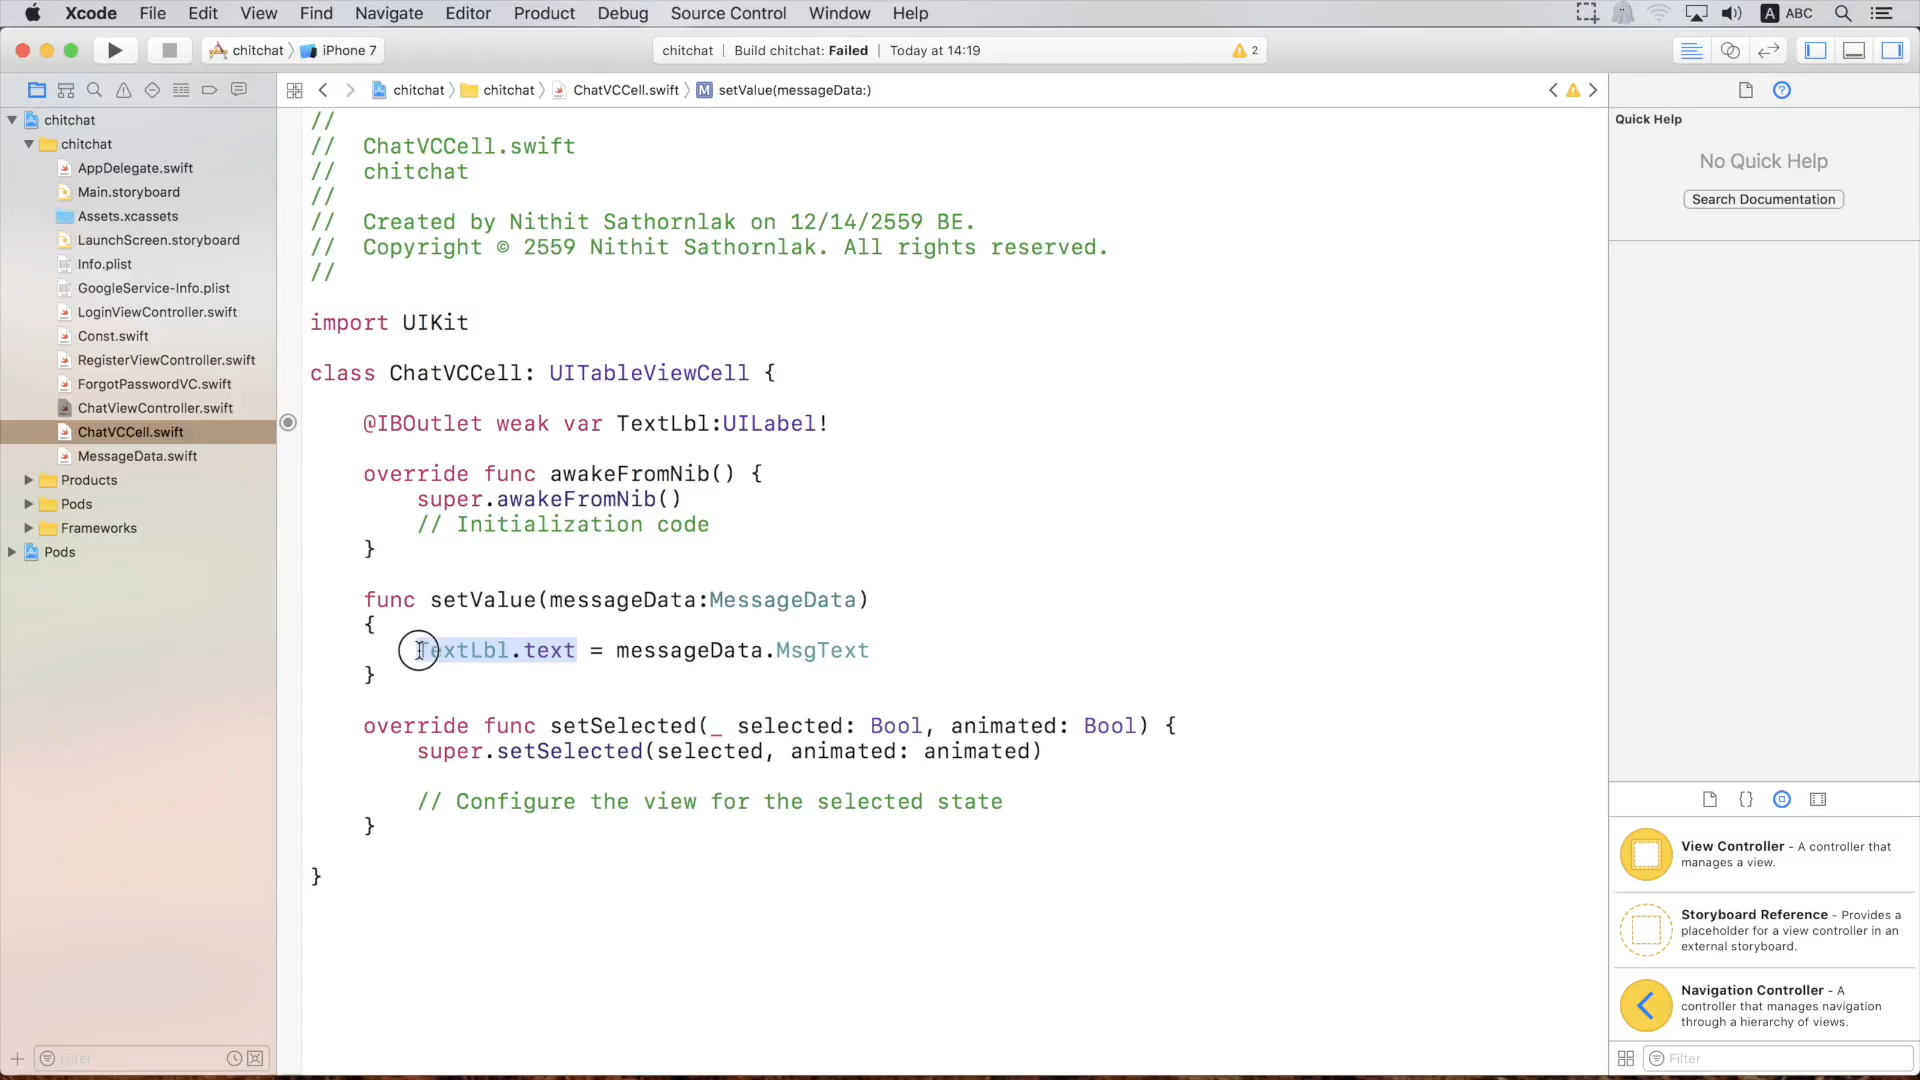 Xcode File Edit View Find Navigate Editor Product Debug Source Control Window Help A ABC
chitchat iPhone 7 chitchat | Build chitchat: Failed | Today at 14:19 2
chitchat chitchat ChatVCCell.swift M setValue(messageData:)
chitchat
chitchat
AppDelegate.swift
Main.storyboard
Assets.xcassets
LaunchScreen.storyboard
Info.plist
GoogleService-Info.plist
LoginViewController.swift
Const.swift
RegisterViewController.swift
ForgotPasswordVC.swift
ChatViewController.swift
ChatVCCell.swift
MessageData.swift
Products
Pods
Frameworks
Pods
Filter
//
// ChatVCCell.swift
// chitchat
//
// Created by Nithit Sathornlak on 12/14/2559 BE.
// Copyright © 2559 Nithit Sathornlak. All rights reserved.
//
import UIKit
class ChatVCCell: UITableViewCell {
@IBOutlet weak var TextLbl:UILabel!
override func awakeFromNib() {
super.awakeFromNib()
// Initialization code
}
func setValue(messageData:MessageData)
{
TextLbl.text = messageData.MsgText
}
override func setSelected(_ selected: Bool, animated: Bool) {
super.setSelected(selected, animated: animated)
// Configure the view for the selected state
}
}
Quick Help
No Quick Help
Search Documentation
{}
View Controller - A controller that
manages a view.
Storyboard Reference - Provides a
placeholder for a view controller in an
external storyboard.
Navigation Controller - A
controller that manages navigation
through a hierarchy of views.
Filter